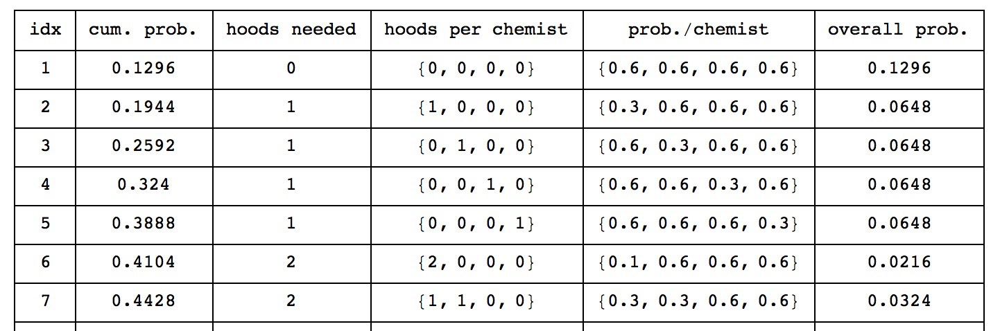 idx cum. prob. hoods needed hoods per chemist prob./chemist overall prob.
1 0.1296 0 {0, 0, 0, 0} {0.6, 0.6, 0.6, 0.6} 0.1296
2 0.1944 1 {1, 0, 0, 0} {0.3, 0.6, 0.6, 0.6} 0.0648
3 0.2592 1 {0, 1, 0, 0} {0.6, 0.3, 0.6, 0.6} 0.0648
4 0.324 1 {0, 0, 1, 0} {0.6, 0.6, 0.3, 0.6} 0.0648
5 0.3888 1 {0, 0, 0, 1} {0.6, 0.6, 0.6, 0.3} 0.0648
6 0.4104 2 {2, 0, 0, 0} {0.1, 0.6, 0.6, 0.6} 0.0216
7 0.4428 2 {1, 1, 0, 0} {0.3, 0.3, 0.6, 0.6} 0.0324